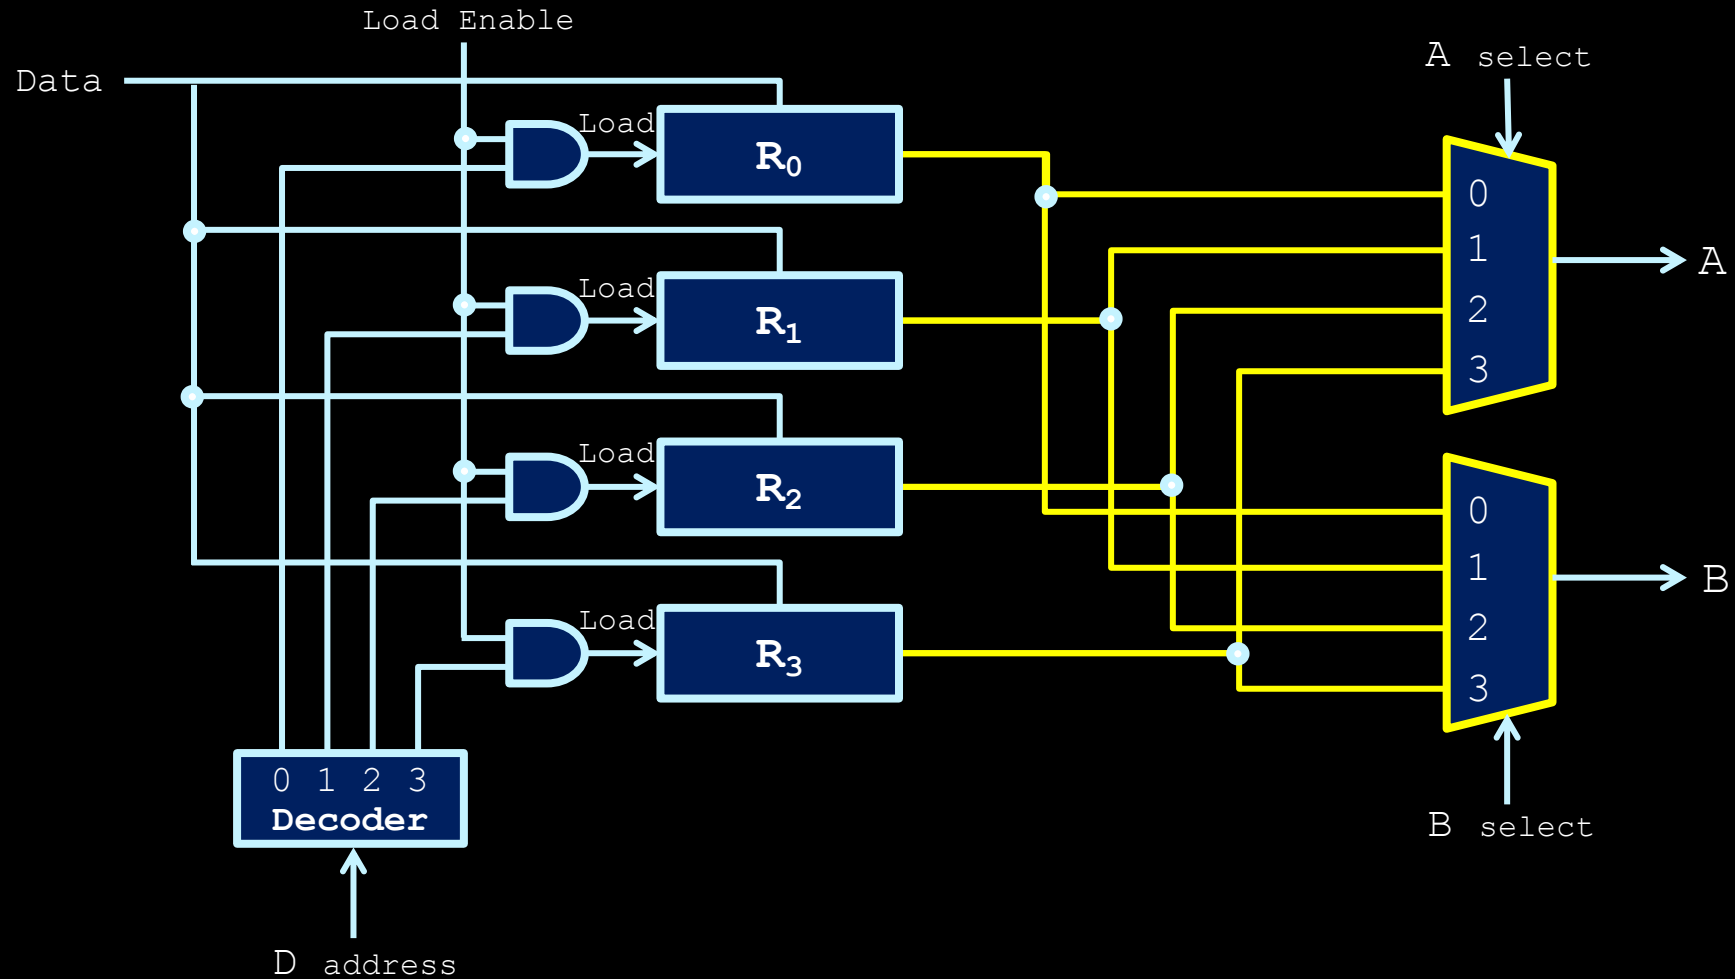 Load Enable
A select
Data
Load
R0
0
Load
1
R1
A
2
3
Load
R2
0
1
B
2
Load
R3
3
0 1 2 3
Decoder
B select
D address